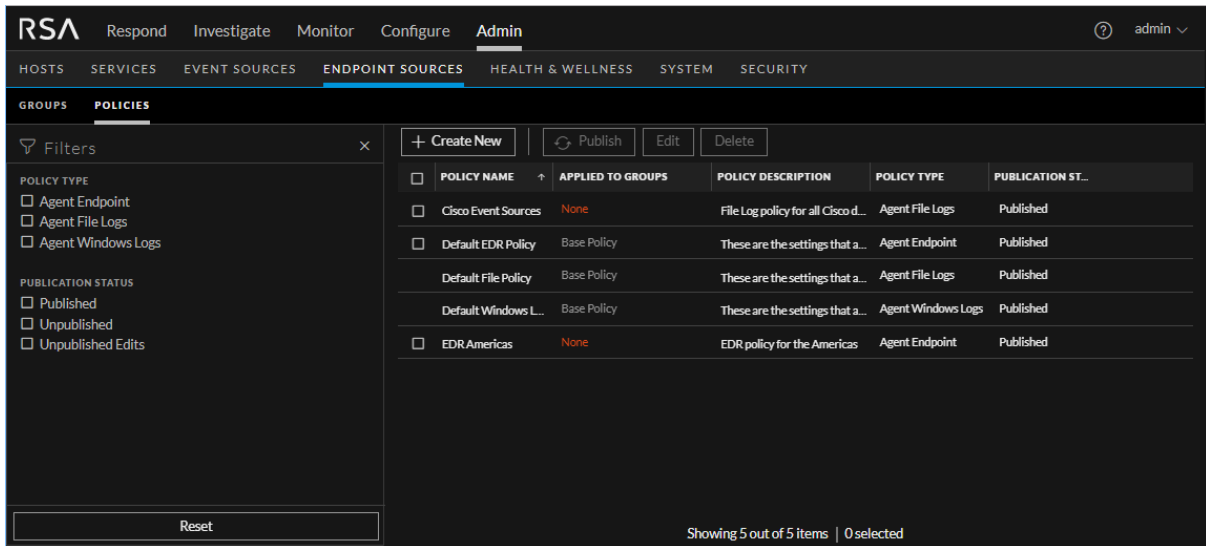 RSA Respond Investigate Monitor Configure Admin ? admin
HOSTS SERVICES EVENT SOURCES ENDPOINT SOURCES HEALTH & WELLNESS SYSTEM SECURITY
GROUPS POLICIES
Filters ×
POLICY TYPE
Agent Endpoint
Agent File Logs
Agent Windows Logs
PUBLICATION STATUS
Published
Unpublished
Unpublished Edits
Reset
+ Create New Publish Edit Delete
POLICY NAME ↑ APPLIED TO GROUPS POLICY DESCRIPTION POLICY TYPE PUBLICATION ST...
Cisco Event Sources None File Log policy for all Cisco d... Agent File Logs Published
Default EDR Policy Base Policy These are the settings that a... Agent Endpoint Published
Default File Policy Base Policy These are the settings that a... Agent File Logs Published
Default Windows L... Base Policy These are the settings that a... Agent Windows Logs Published
EDR Americas None EDR policy for the Americas Agent Endpoint Published
Showing 5 out of 5 items | 0 selected